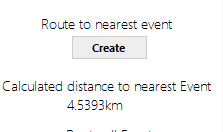 Route to nearest event
Create
Calculated distance to nearest Event
4.5393km